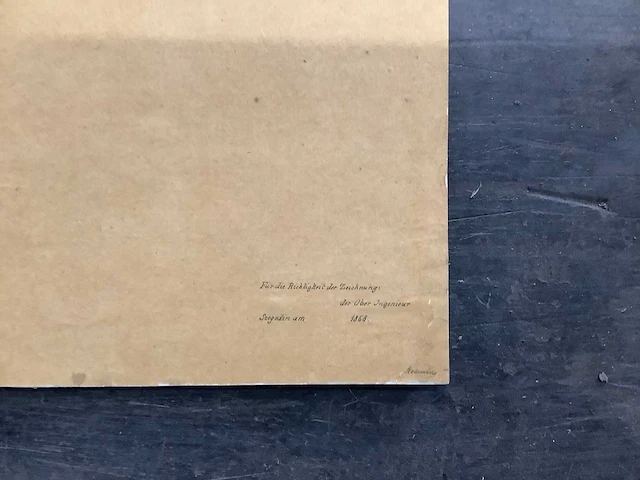 Für die Richtigkeit der Zeichnung:
der Ober Ingenieur
Szegedin am 1868.